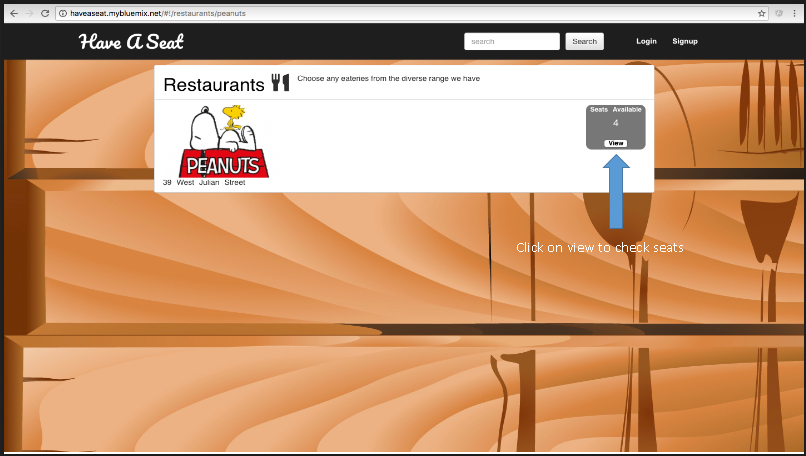 haveaseat.mybluemix.net/#!/restaurants/peanuts
Have A Seat
search
Search
Login
Signup
Restaurants
Choose any eateries from the diverse range we have
PEANUTS
39 West Julian Street
Seats Available
4
View
Click on view to check seats